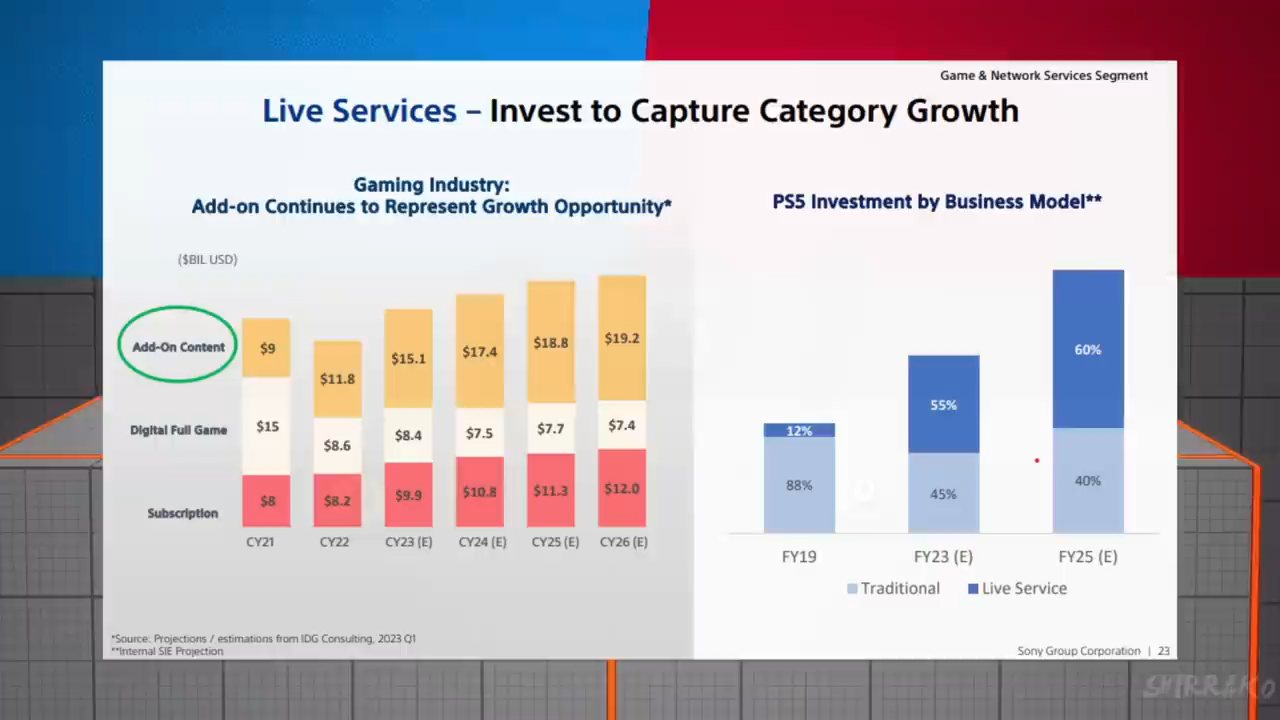 Game & Network Services Segment
Live Services – Invest to Capture Category Growth
Gaming Industry:
Add-on Continues to Represent Growth Opportunity*
($BIL USD)
Add-On Content
Digital Full Game
Subscription
$9
$15
$8
$11.8
$8.6
$8.2
$15.1
$8.4
$9.9
$17.4
$7.5
$10.8
$18.8
$7.7
$11.3
$19.2
$7.4
$12.0
CY21
CY22
CY23 (E)
CY24 (E)
CY25 (E)
CY26 (E)
PS5 Investment by Business Model**
12%
88%
55%
45%
60%
40%
FY19
FY23 (E)
FY25 (E)
Traditional
Live Service
*Source: Projections / estimations from IDG Consulting, 2023 Q1
**Internal SIE Projection
Sony Group Corporation | 23
SHIRRAKO